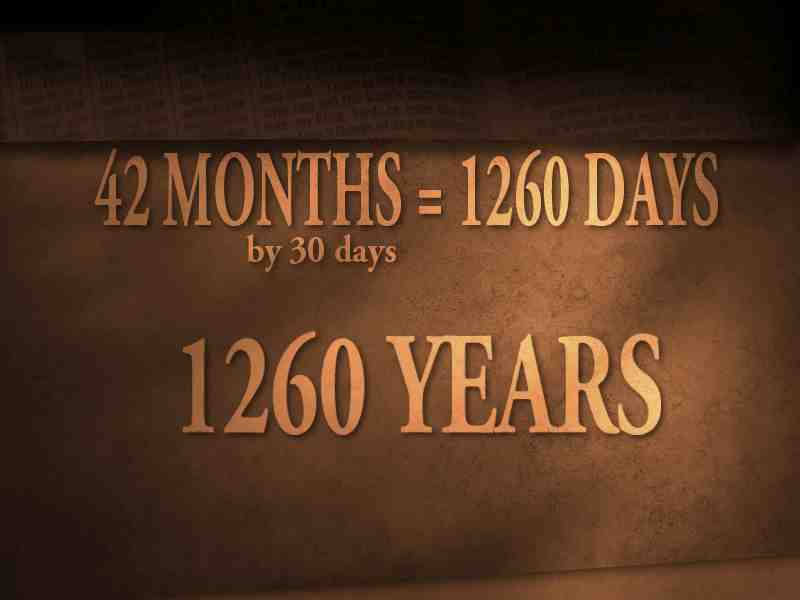 42 MONTHS = 1260 DAYS
by 30 days
1260 YEARS